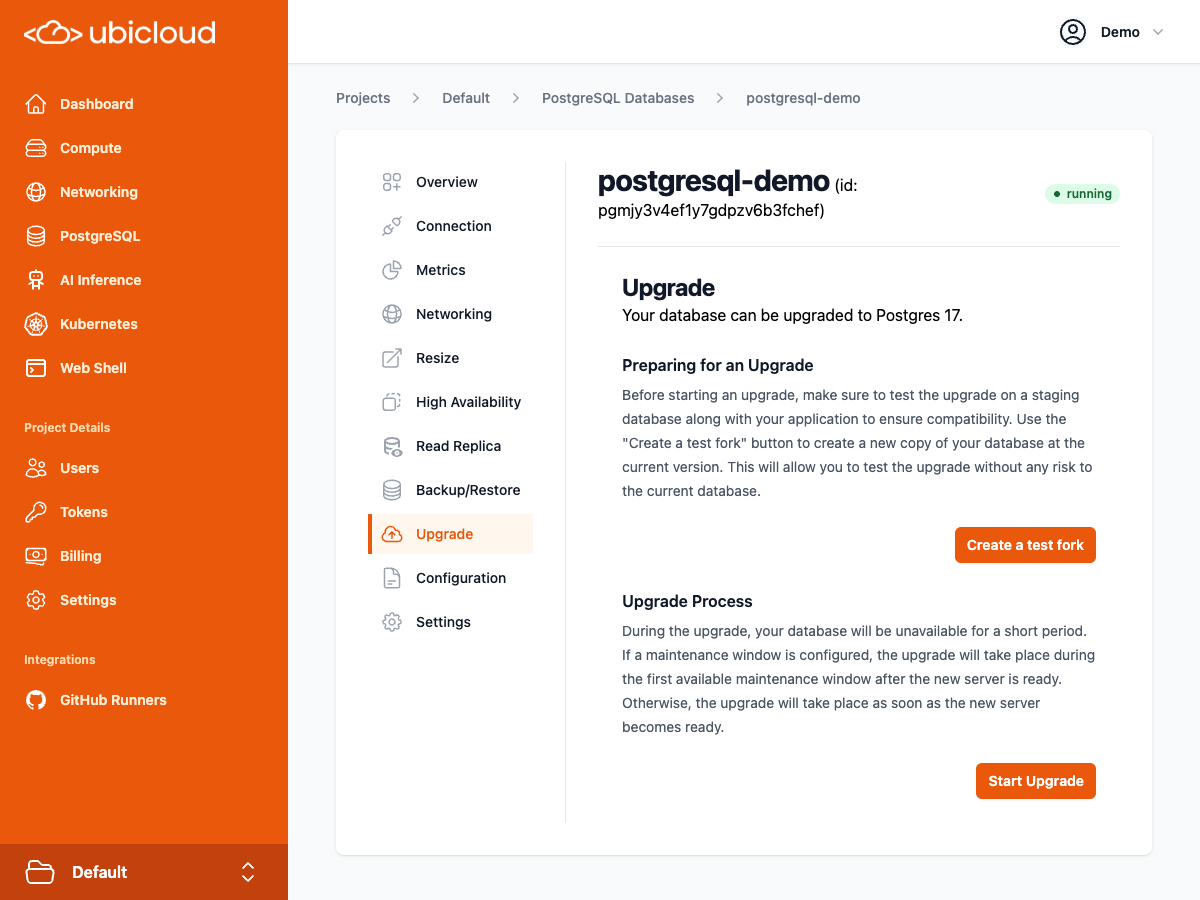 ubicloud
Demo
Dashboard
Compute
Networking
PostgreSQL
AI Inference
Kubernetes
Web Shell
Project Details
Users
Tokens
Billing
Settings
Integrations
GitHub Runners
Default
Projects
Default
PostgreSQL Databases
postgresql-demo
Overview
Connection
Metrics
Networking
Resize
High Availability
Read Replica
Backup/Restore
Upgrade
Configuration
Settings
postgresql-demo (id:
pgmjy3v4ef1y7gdpzv6b3fchef)
running
Upgrade
Your database can be upgraded to Postgres 17.
Preparing for an Upgrade
Before starting an upgrade, make sure to test the upgrade on a staging
database along with your application to ensure compatibility. Use the
"Create a test fork" button to create a new copy of your database at the
current version. This will allow you to test the upgrade without any risk to
the current database.
Create a test fork
Upgrade Process
During the upgrade, your database will be unavailable for a short period.
If a maintenance window is configured, the upgrade will take place during
the first available maintenance window after the new server is ready.
Otherwise, the upgrade will take place as soon as the new server
becomes ready.
Start Upgrade